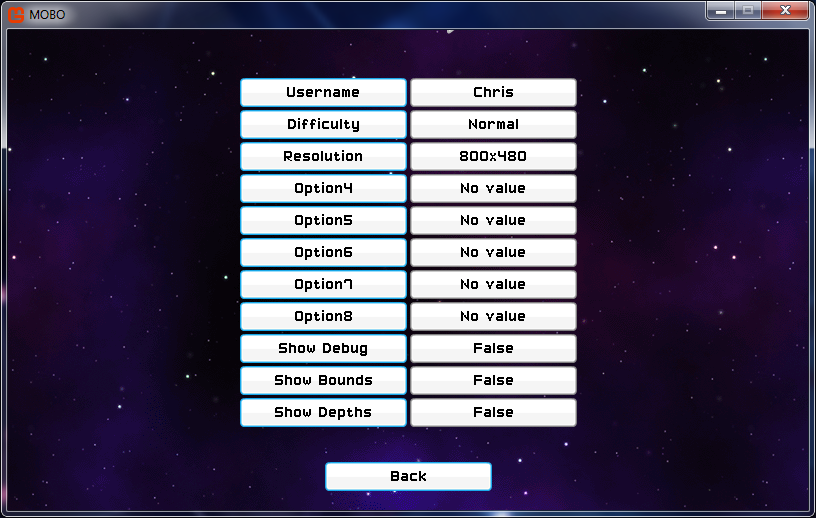 MOBO
Username Chris
Difficulty Normal
Resolution 800x480
Option4 No value
Option5 No value
Option6 No value
Option7 No value
Option8 No value
Show Debug False
Show Bounds False
Show Depths False
Back